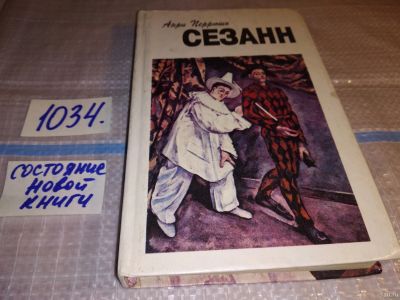 Анри Перрюшо
СЕЗАНН
1034.
состояние
новой
книги